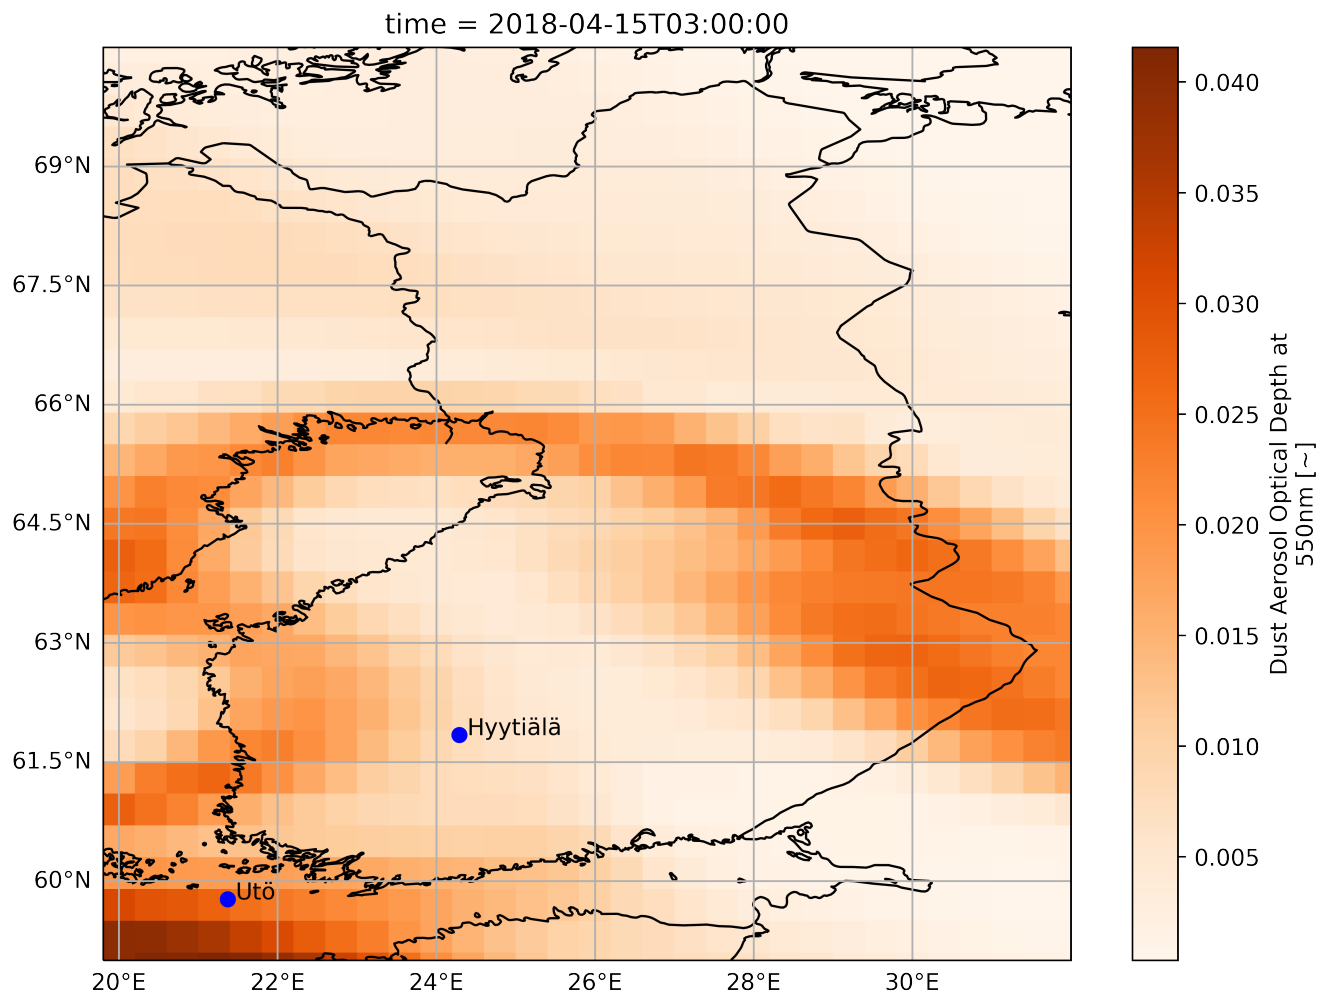 time = 2018-04-15T03:00:00
69°N
67.5°N
66°N
64.5°N
63°N
61.5°N
60°N
Hyytiälä
Utö
20°E 22°E 24°E 26°E 28°E 30°E
0.040
0.035
0.030
0.025
0.020
0.015
0.010
0.005
Dust Aerosol Optical Depth at
550nm [~]